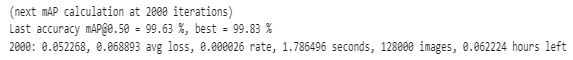 (next mAP calculation at 2000 iterations)
Last accuracy mAP@0.50 = 99.63 %, best = 99.83 %
2000: 0.052268, 0.068893 avg loss, 0.000026 rate, 1.786496 seconds, 128000 images, 0.062224 hours left